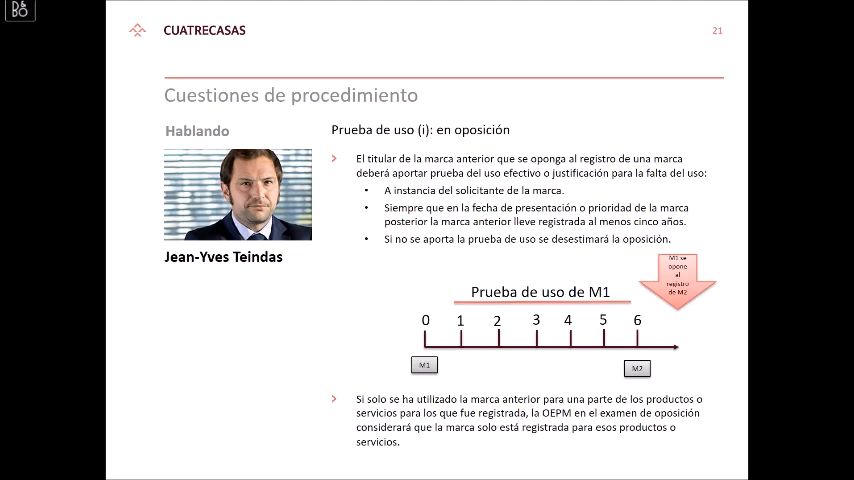 D&
BO
CUATRECASAS
21
Cuestiones de procedimiento
Hablando
Jean-Yves Teindas
Prueba de uso (i): en oposición
El titular de la marca anterior que se oponga al registro de una marca
deberá aportar prueba del uso efectivo o justificación para la falta del uso:
• A instancia del solicitante de la marca.
• Siempre que en la fecha de presentación o prioridad de la marca
posterior la marca anterior lleve registrada al menos cinco años.
• Si no se aporta la prueba de uso se desestimará la oposición.
M1 se
opone
al
registro
de M2
Prueba de uso de M1
0 1 2 3 4 5 6
M1 M2
Si solo se ha utilizado la marca anterior para una parte de los productos o
servicios para los que fue registrada, la OEPM en el examen de oposición
considerará que la marca solo está registrada para esos productos o
servicios.